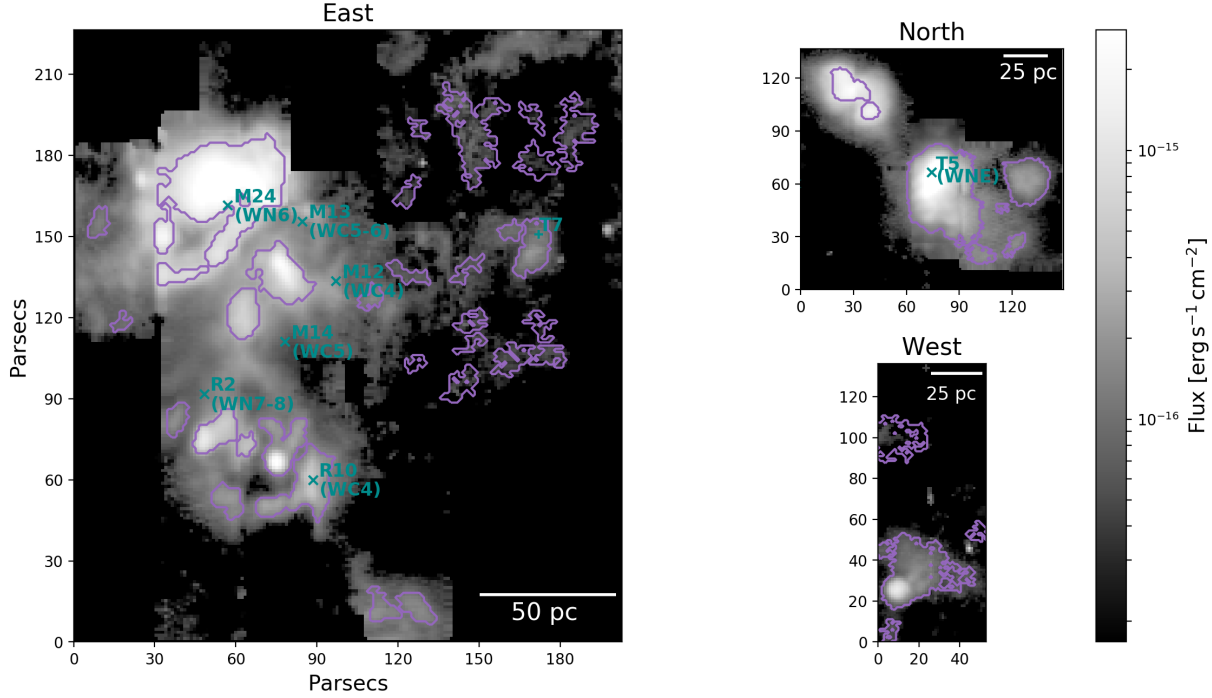 East
Parsecs
210
180
150
120
90
60
30
0
M24
(WN6)
M13
(WC5-6)
T7
M12
(WC4)
M14
(WC5)
R2
(WN7-8)
R10
(WC4)
50 pc
0 30 60 90 120 150 180
Parsecs
North
25 pc
120
90
60
30
0
T5
(WNE)
0 30 60 90 120
West
25 pc
120
100
80
60
40
20
0
0 20 40
10⁻¹⁵
10⁻¹⁶
Flux [erg s⁻¹ cm⁻²]